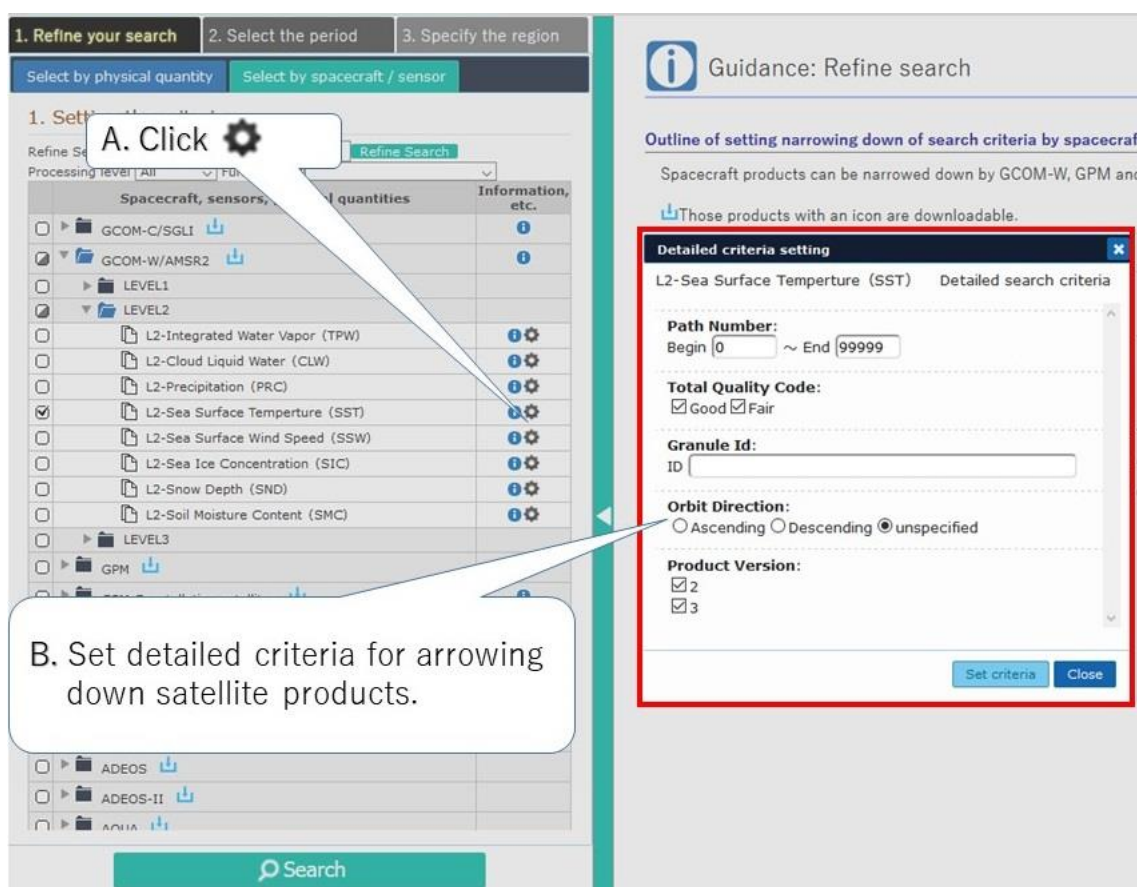 1. Refine your search 2. Select the period 3. Specify the region
Select by physical quantity Select by spacecraft / sensor
1.
A. Click
Refine Search
Processing level All
Spacecraft, sensors, quantities Information, etc.
GCOM-C/SGLI
GCOM-W/AMSR2
LEVEL1
LEVEL2
L2-Integrated Water Vapor (TPW)
L2-Cloud Liquid Water (CLW)
L2-Precipitation (PRC)
L2-Sea Surface Temperture (SST)
L2-Sea Surface Wind Speed (SSW)
L2-Sea Ice Concentration (SIC)
L2-Snow Depth (SND)
L2-Soil Moisture Content (SMC)
LEVEL3
GPM
B. Set detailed criteria for arrowing
down satellite products.
ADEOS
ADEOS-II
AQUA
Search
Guidance: Refine search
Outline of setting narrowing down of search criteria by spacecraf
Spacecraft products can be narrowed down by GCOM-W, GPM and
Those products with an icon are downloadable.
Detailed criteria setting
L2-Sea Surface Temperture (SST) Detailed search criteria
Path Number:
Begin 0 ～ End 99999
Total Quality Code:
Good Fair
Granule Id:
ID
Orbit Direction:
Ascending Descending unspecified
Product Version:
2
3
Set criteria Close